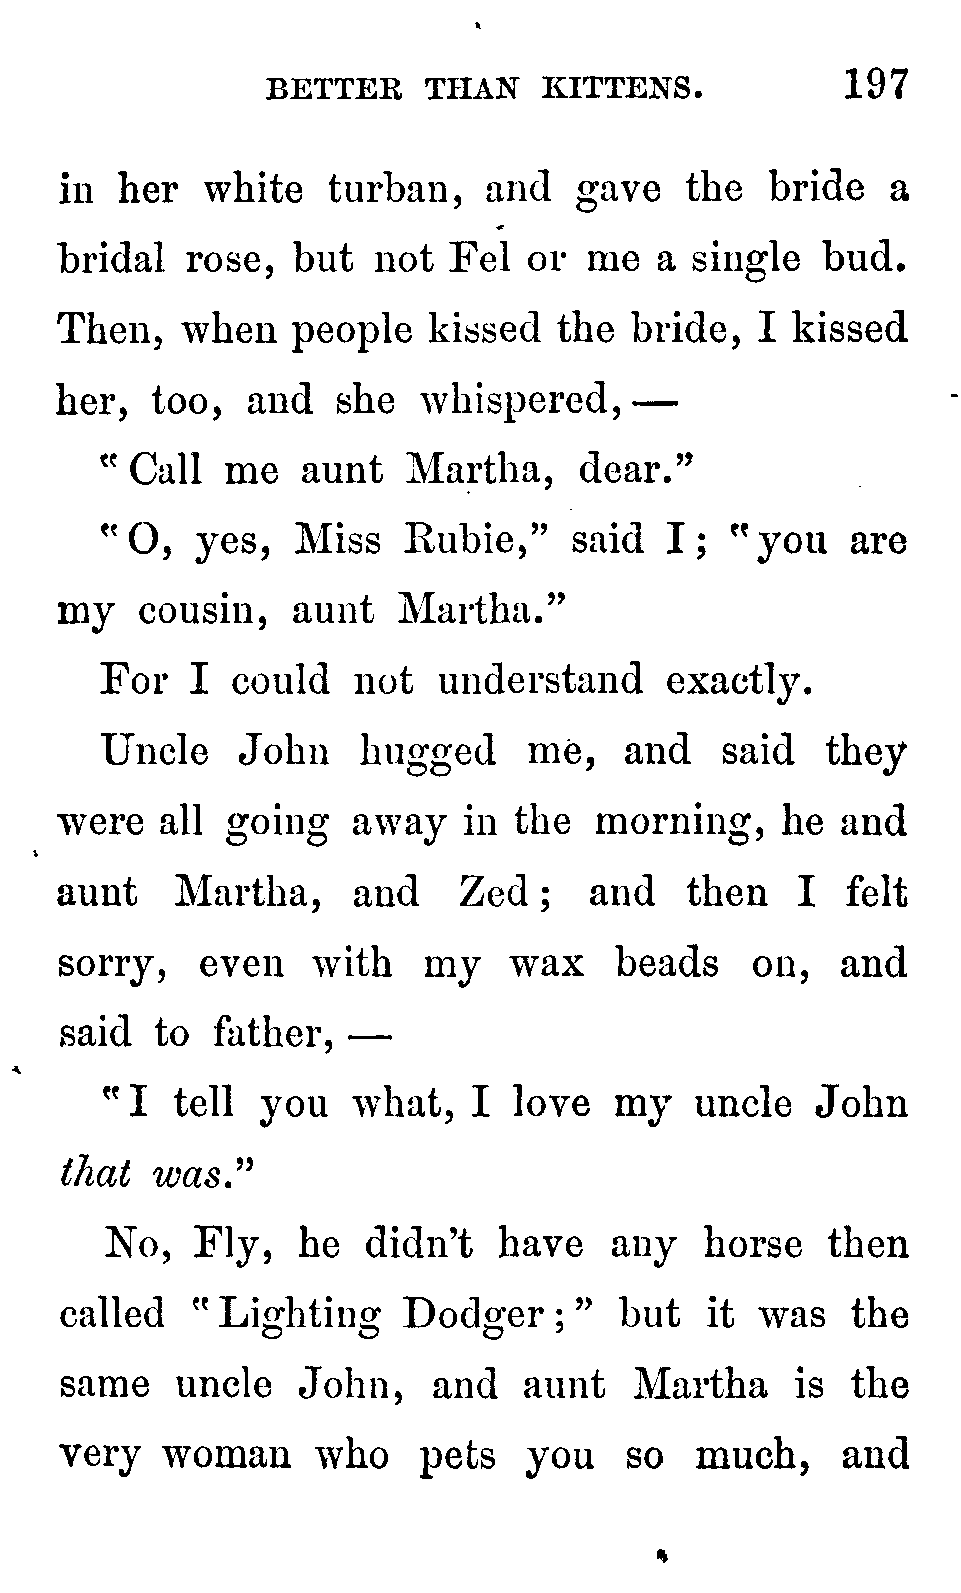 BETTER THAN KITTENS. 197
in her white turban, and gave the bride a
bridal rose, but not Fel or me a single bud.
Then, when people kissed the bride, I kissed
her, too, and she whispered,—
"Call me aunt Martha, dear."
"O, yes, Miss Rubie," said I; "you are
my cousin, aunt Martha."
For I could not understand exactly.
Uncle John hugged me, and said they
were all going away in the morning, he and
aunt Martha, and Zed; and then I felt
sorry, even with my wax beads on, and
said to father,—
"I tell you what, I love my uncle John
that was."
No, Fly, he didn't have any horse then
called "Lighting Dodger;" but it was the
same uncle John, and aunt Martha is the
very woman who pets you so much, and